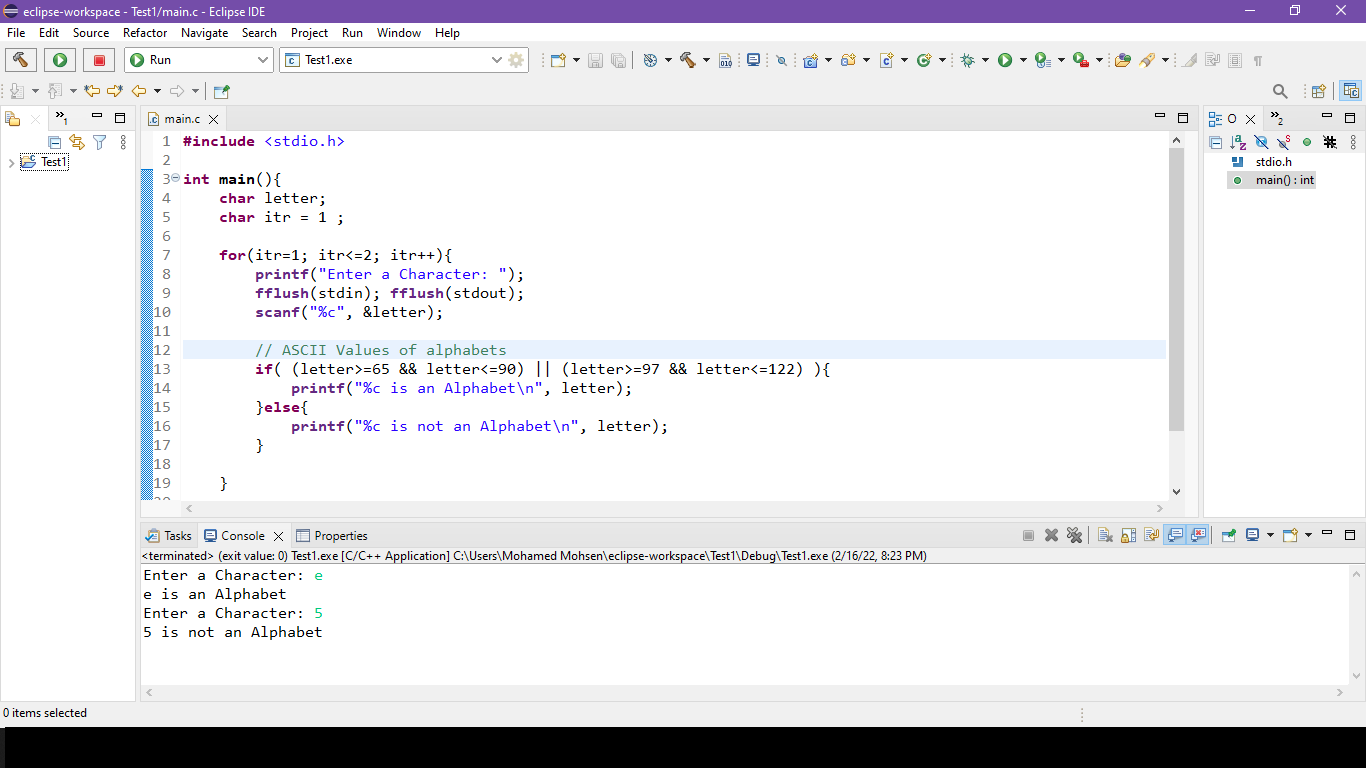 eclipse-workspace - Test1/main.c - Eclipse IDE
File Edit Source Refactor Navigate Search Project Run Window Help
Run Test1.exe
main.c
Test1
1 #include <stdio.h>
2
3 int main(){
4 char letter;
5 char itr = 1 ;
6
7 for(itr=1; itr<=2; itr++){
8 printf("Enter a Character: ");
9 fflush(stdin); fflush(stdout);
10 scanf("%c", &letter);
11
12 // ASCII Values of alphabets
13 if( (letter>=65 && letter<=90) || (letter>=97 && letter<=122) ){
14 printf("%c is an Alphabet\n", letter);
15 }else{
16 printf("%c is not an Alphabet\n", letter);
17 }
18
19 }
O
stdio.h
main() : int
Tasks Console Properties
<terminated> (exit value: 0) Test1.exe [C/C++ Application] C:\Users\Mohamed Mohsen\eclipse-workspace\Test1\Debug\Test1.exe (2/16/22, 8:23 PM)
Enter a Character: e
e is an Alphabet
Enter a Character: 5
5 is not an Alphabet
0 items selected